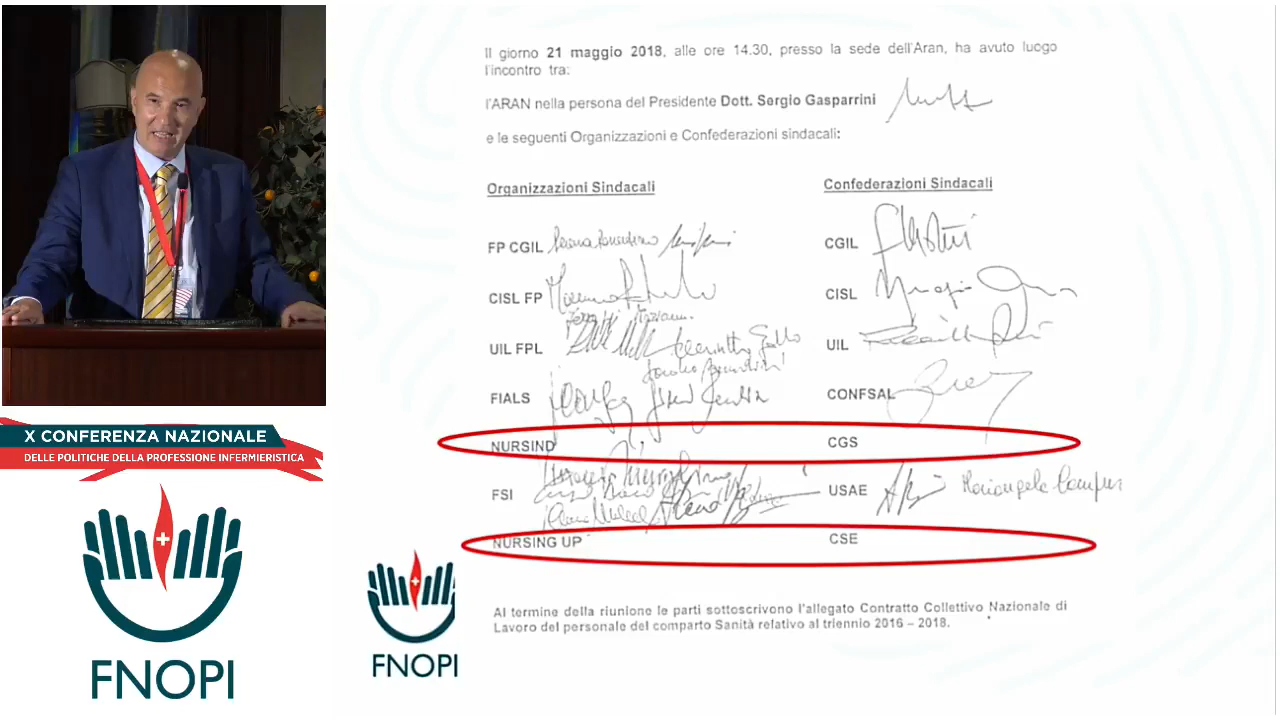 Il giorno 21 maggio 2018, alle ore 14.30, presso la sede dell'Aran, ha avuto luogo
l'incontro tra:
l'ARAN nella persona del Presidente Dott. Sergio Gasparrini
e le seguenti Organizzazioni e Confederazioni sindacali:
Organizzazioni Sindacali Confederazioni Sindacali
FP CGIL CGIL
CISL FP CISL
UIL FPL UIL
FIALS CONFSAL
NURSIND CGS
FSI USAE Mariangela Campus
NURSING UP CSE
Al termine della riunione le parti sottoscrivono l'allegato Contratto Collettivo Nazionale di
Lavoro del personale del comparto Sanità relativo al triennio 2016 – 2018.
X CONFERENZA NAZIONALE
DELLE POLITICHE DELLA PROFESSIONE INFERMIERISTICA
FNOPI
FNOPI